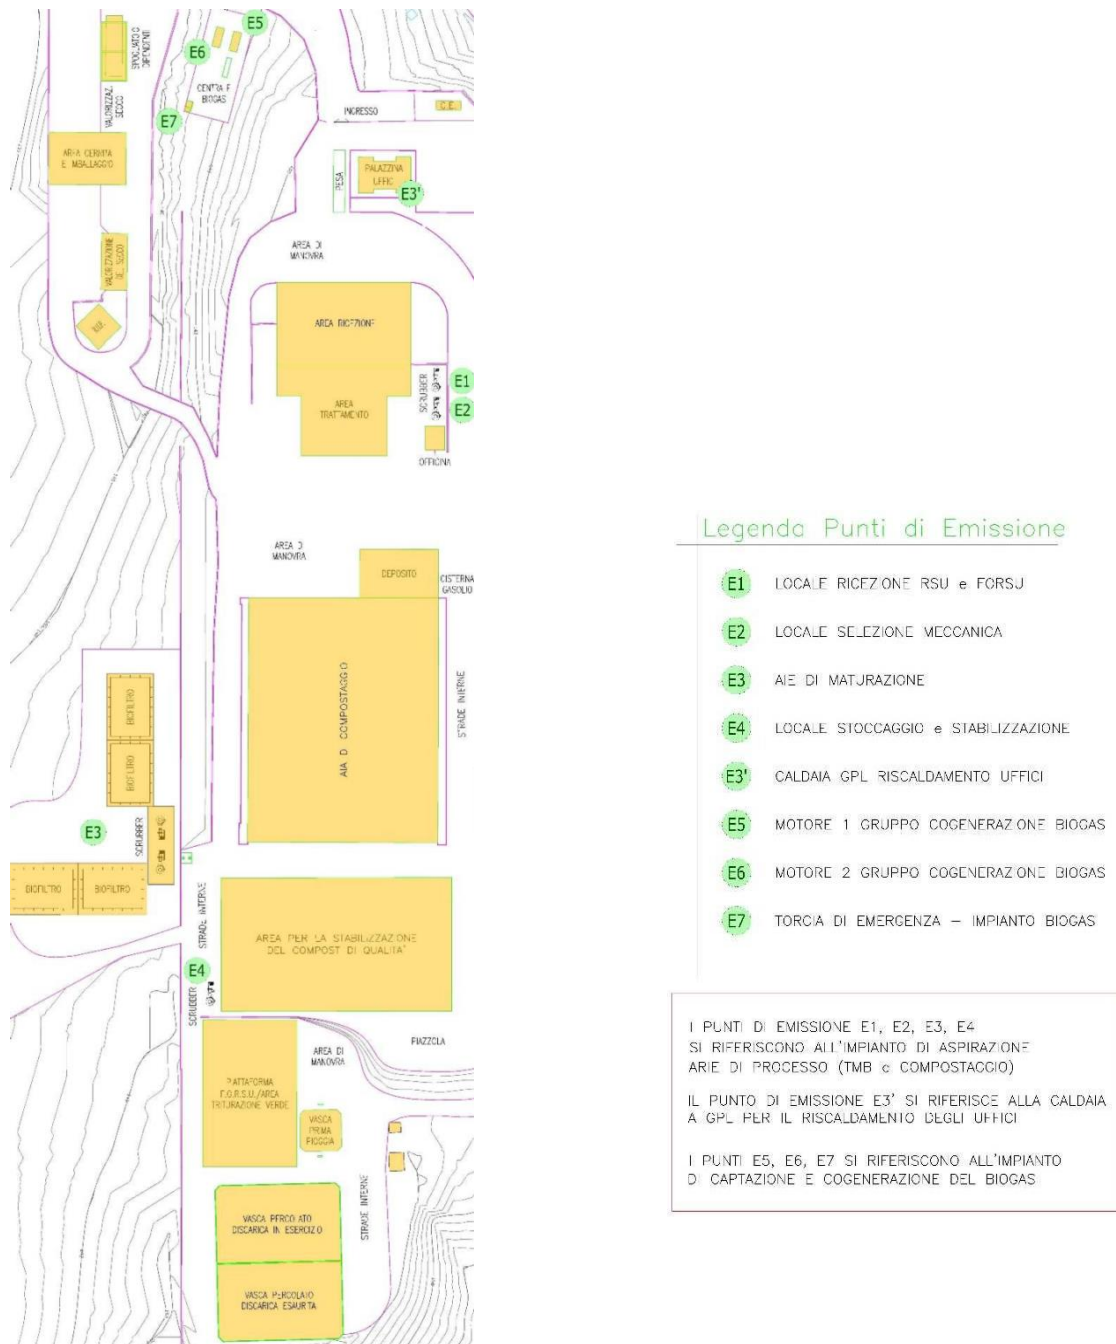 E5
E6
E7
SPOGLIATOIO
DIPENDENTI
VALORIZZAZ.
SECCO
CENTRA E
BIOGAS
INGRESSO
AREA CERNITA
E IMBALLAGGIO
PESA
PALAZZINA
UFFIC
E3'
AREA DI
MANOVRA
VALORIZZAZIONE
DEL SECCO
AREA RICEZIONE
SCRUBBER
E1
E2
AREA
TRATTAMENTO
OFFICINA
AREA D
MANOVRA
DEPOSITO
CISTERNA
GASOLIO
AIA D COMPOSTAGGIO
STRADE INTERNE
BIOFILTRO
BIOFILTRO
E3
SCRUBBER
BIOFILTRO
BIOFILTRO
STRADE INTERNE
AREA PER LA STABILIZZAZIONE
DEL COMPOST DI QUALITA'
E4
SCRUBBER
AREA DI
MANOVRA
PIAZZOLA
PIATTAFORMA
F.O.R.S.U./AREA
TRITURAZIONE VERDE
VASCA
PRIMA
PIOGGIA
STRADE INTERNE
VASCA PERCOLATO
DISCARICA IN ESERCIZIO
VASCA PERCOLATO
DISCARICA ESAURITA
Legenda Punti di Emissione
E1 LOCALE RICEZIONE RSU e FORSU
E2 LOCALE SELEZIONE MECCANICA
E3 AIE DI MATURAZIONE
E4 LOCALE STOCCAGGIO e STABILIZZAZIONE
E3' CALDAIA GPL RISCALDAMENTO UFFICI
E5 MOTORE 1 GRUPPO COGENERAZIONE BIOGAS
E6 MOTORE 2 GRUPPO COGENERAZIONE BIOGAS
E7 TORCIA DI EMERGENZA – IMPIANTO BIOGAS
I PUNTI DI EMISSIONE E1, E2, E3, E4
SI RIFERISCONO ALL'IMPIANTO DI ASPIRAZIONE
ARIE DI PROCESSO (TMB e COMPOSTAGGIO)
IL PUNTO DI EMISSIONE E3' SI RIFERISCE ALLA CALDAIA
A GPL PER IL RISCALDAMENTO DEGLI UFFICI
I PUNTI E5, E6, E7 SI RIFERISCONO ALL'IMPIANTO
D CAPTAZIONE E COGENERAZIONE DEL BIOGAS